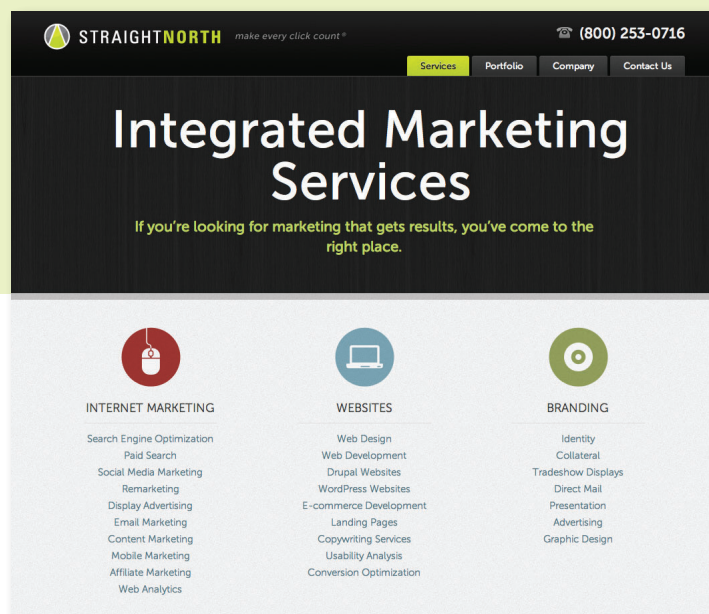 STRAIGHTNORTH make every click count®
(800) 253-0716
Services Portfolio Company Contact Us
Integrated Marketing
Services
If you're looking for marketing that gets results, you've come to the
right place.
INTERNET MARKETING
Search Engine Optimization
Paid Search
Social Media Marketing
Remarketing
Display Advertising
Email Marketing
Content Marketing
Mobile Marketing
Affiliate Marketing
Web Analytics
WEBSITES
Web Design
Web Development
Drupal Websites
WordPress Websites
E-commerce Development
Landing Pages
Copywriting Services
Usability Analysis
Conversion Optimization
BRANDING
Identity
Collateral
Tradeshow Displays
Direct Mail
Presentation
Advertising
Graphic Design